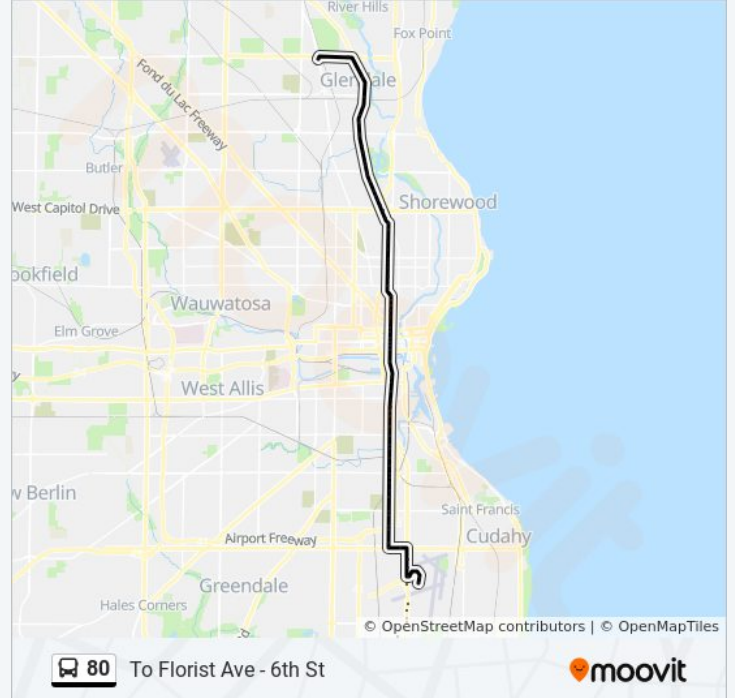 River Hills
Fox Point
Glendale
Fond du Lac Freeway
Butler
West Capitol Drive
Shorewood
ookfield
Wauwatosa
Elm Grove
y
West Allis
w Berlin
Saint Francis
Airport Freeway
Cudahy
Greendale
Hales Corners
d
© OpenStreetMap contributors | © OpenMapTiles
80 To Florist Ave - 6th St
moovit